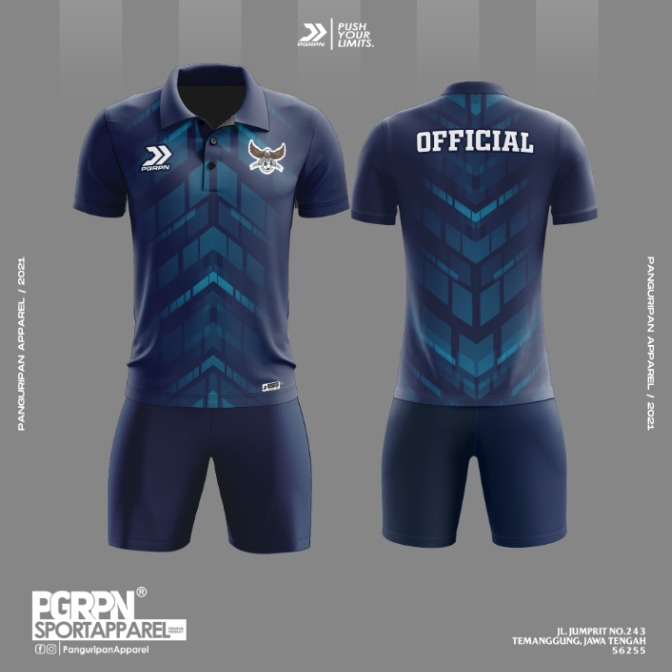 PGRPN
PUSH
YOUR
LIMITS.
PGRPN
OFFICIAL
PANGURIPAN APPAREL / 2021
PANGURIPAN APPAREL / 2021
PGRPN®
SPORTAPPAREL
PanguripanApparel
JL. JUMPRIT NO.243
TEMANGGUNG, JAWA TENGAH
56255